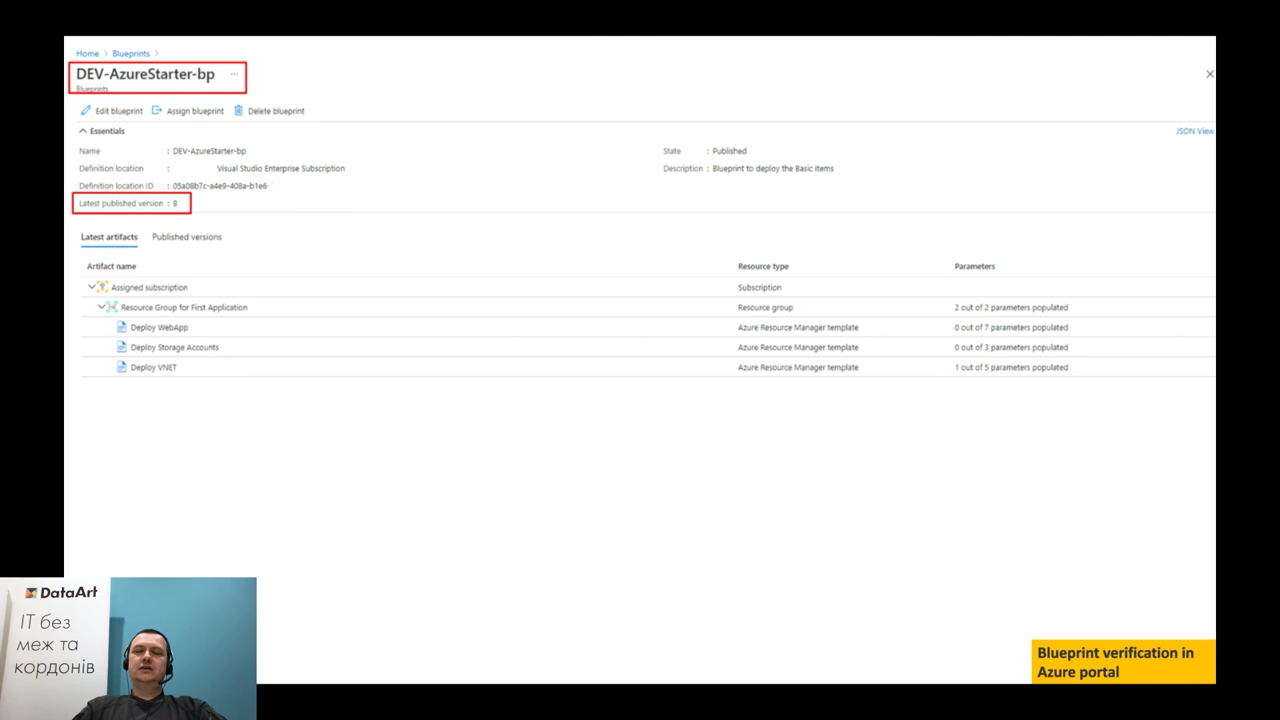 Home > Blueprints >
DEV-AzureStarter-bp ...
Blueprints
Edit blueprint Assign blueprint Delete blueprint
Essentials
JSON View
Name : DEV-AzureStarter-bp
State : Published
Definition location : Visual Studio Enterprise Subscription
Description : Blueprint to deploy the Basic items
Definition location ID : 05a08b7c-a4e9-408a-b1e6-
Latest published version : 8
Latest artifacts Published versions
Artifact name Resource type Parameters
Assigned subscription Subscription
Resource Group for First Application Resource group 2 out of 2 parameters populated
Deploy WebApp Azure Resource Manager template 0 out of 7 parameters populated
Deploy Storage Accounts Azure Resource Manager template 0 out of 3 parameters populated
Deploy VNET Azure Resource Manager template 1 out of 5 parameters populated
DataArt
ІТ без
меж та
кордонів
Blueprint verification in
Azure portal